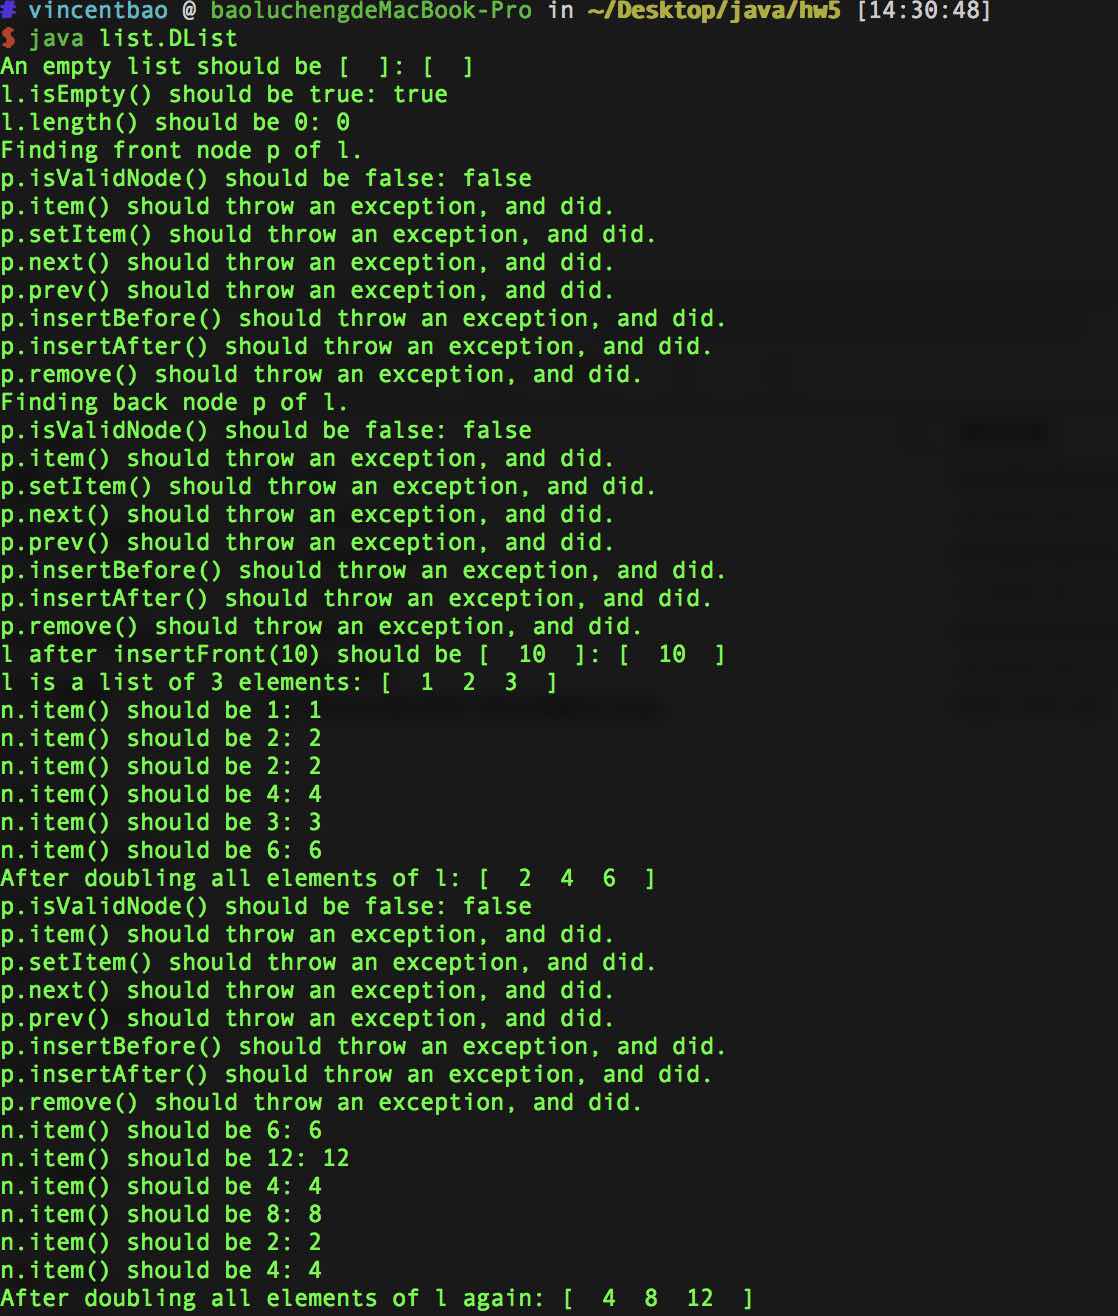 # vincentbao @ baoluchengdeMacBook-Pro in ~/Desktop/java/hw5 [14:30:48]
$ java list.DList
An empty list should be [  ]: [  ]
l.isEmpty() should be true: true
l.length() should be 0: 0
Finding front node p of l.
p.isValidNode() should be false: false
p.item() should throw an exception, and did.
p.setItem() should throw an exception, and did.
p.next() should throw an exception, and did.
p.prev() should throw an exception, and did.
p.insertBefore() should throw an exception, and did.
p.insertAfter() should throw an exception, and did.
p.remove() should throw an exception, and did.
Finding back node p of l.
p.isValidNode() should be false: false
p.item() should throw an exception, and did.
p.setItem() should throw an exception, and did.
p.next() should throw an exception, and did.
p.prev() should throw an exception, and did.
p.insertBefore() should throw an exception, and did.
p.insertAfter() should throw an exception, and did.
p.remove() should throw an exception, and did.
l after insertFront(10) should be [  10  ]: [  10  ]
l is a list of 3 elements: [  1  2  3  ]
n.item() should be 1: 1
n.item() should be 2: 2
n.item() should be 2: 2
n.item() should be 4: 4
n.item() should be 3: 3
n.item() should be 6: 6
After doubling all elements of l: [  2  4  6  ]
p.isValidNode() should be false: false
p.item() should throw an exception, and did.
p.setItem() should throw an exception, and did.
p.next() should throw an exception, and did.
p.prev() should throw an exception, and did.
p.insertBefore() should throw an exception, and did.
p.insertAfter() should throw an exception, and did.
p.remove() should throw an exception, and did.
n.item() should be 6: 6
n.item() should be 12: 12
n.item() should be 4: 4
n.item() should be 8: 8
n.item() should be 2: 2
n.item() should be 4: 4
After doubling all elements of l again: [  4  8  12  ]